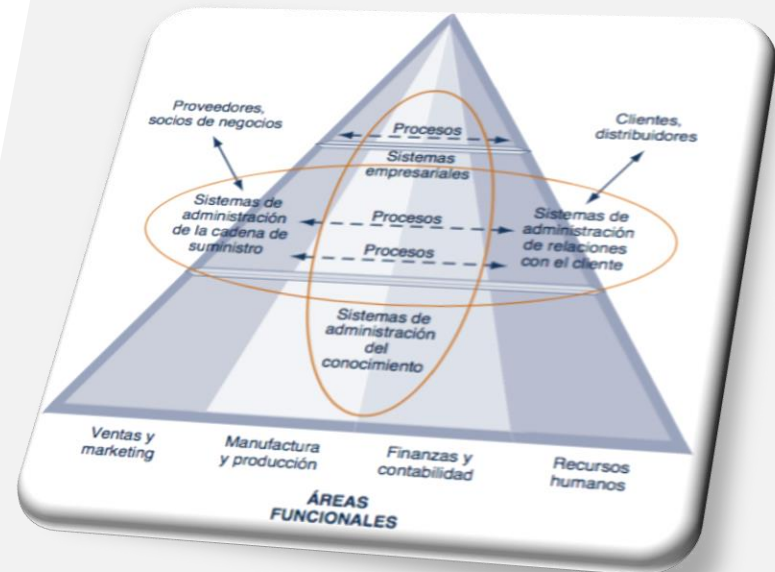 Proveedores,
socios de negocios
Clientes,
distribuidores
Procesos
Sistemas
empresariales
Sistemas de
administración
de la cadena de
suministro
Procesos
Procesos
Sistemas de
administración
de relaciones
con el cliente
Sistemas de
administración
del
conocimiento
Ventas y
marketing
Manufactura
y producción
Finanzas y
contabilidad
Recursos
humanos
ÁREAS
FUNCIONALES